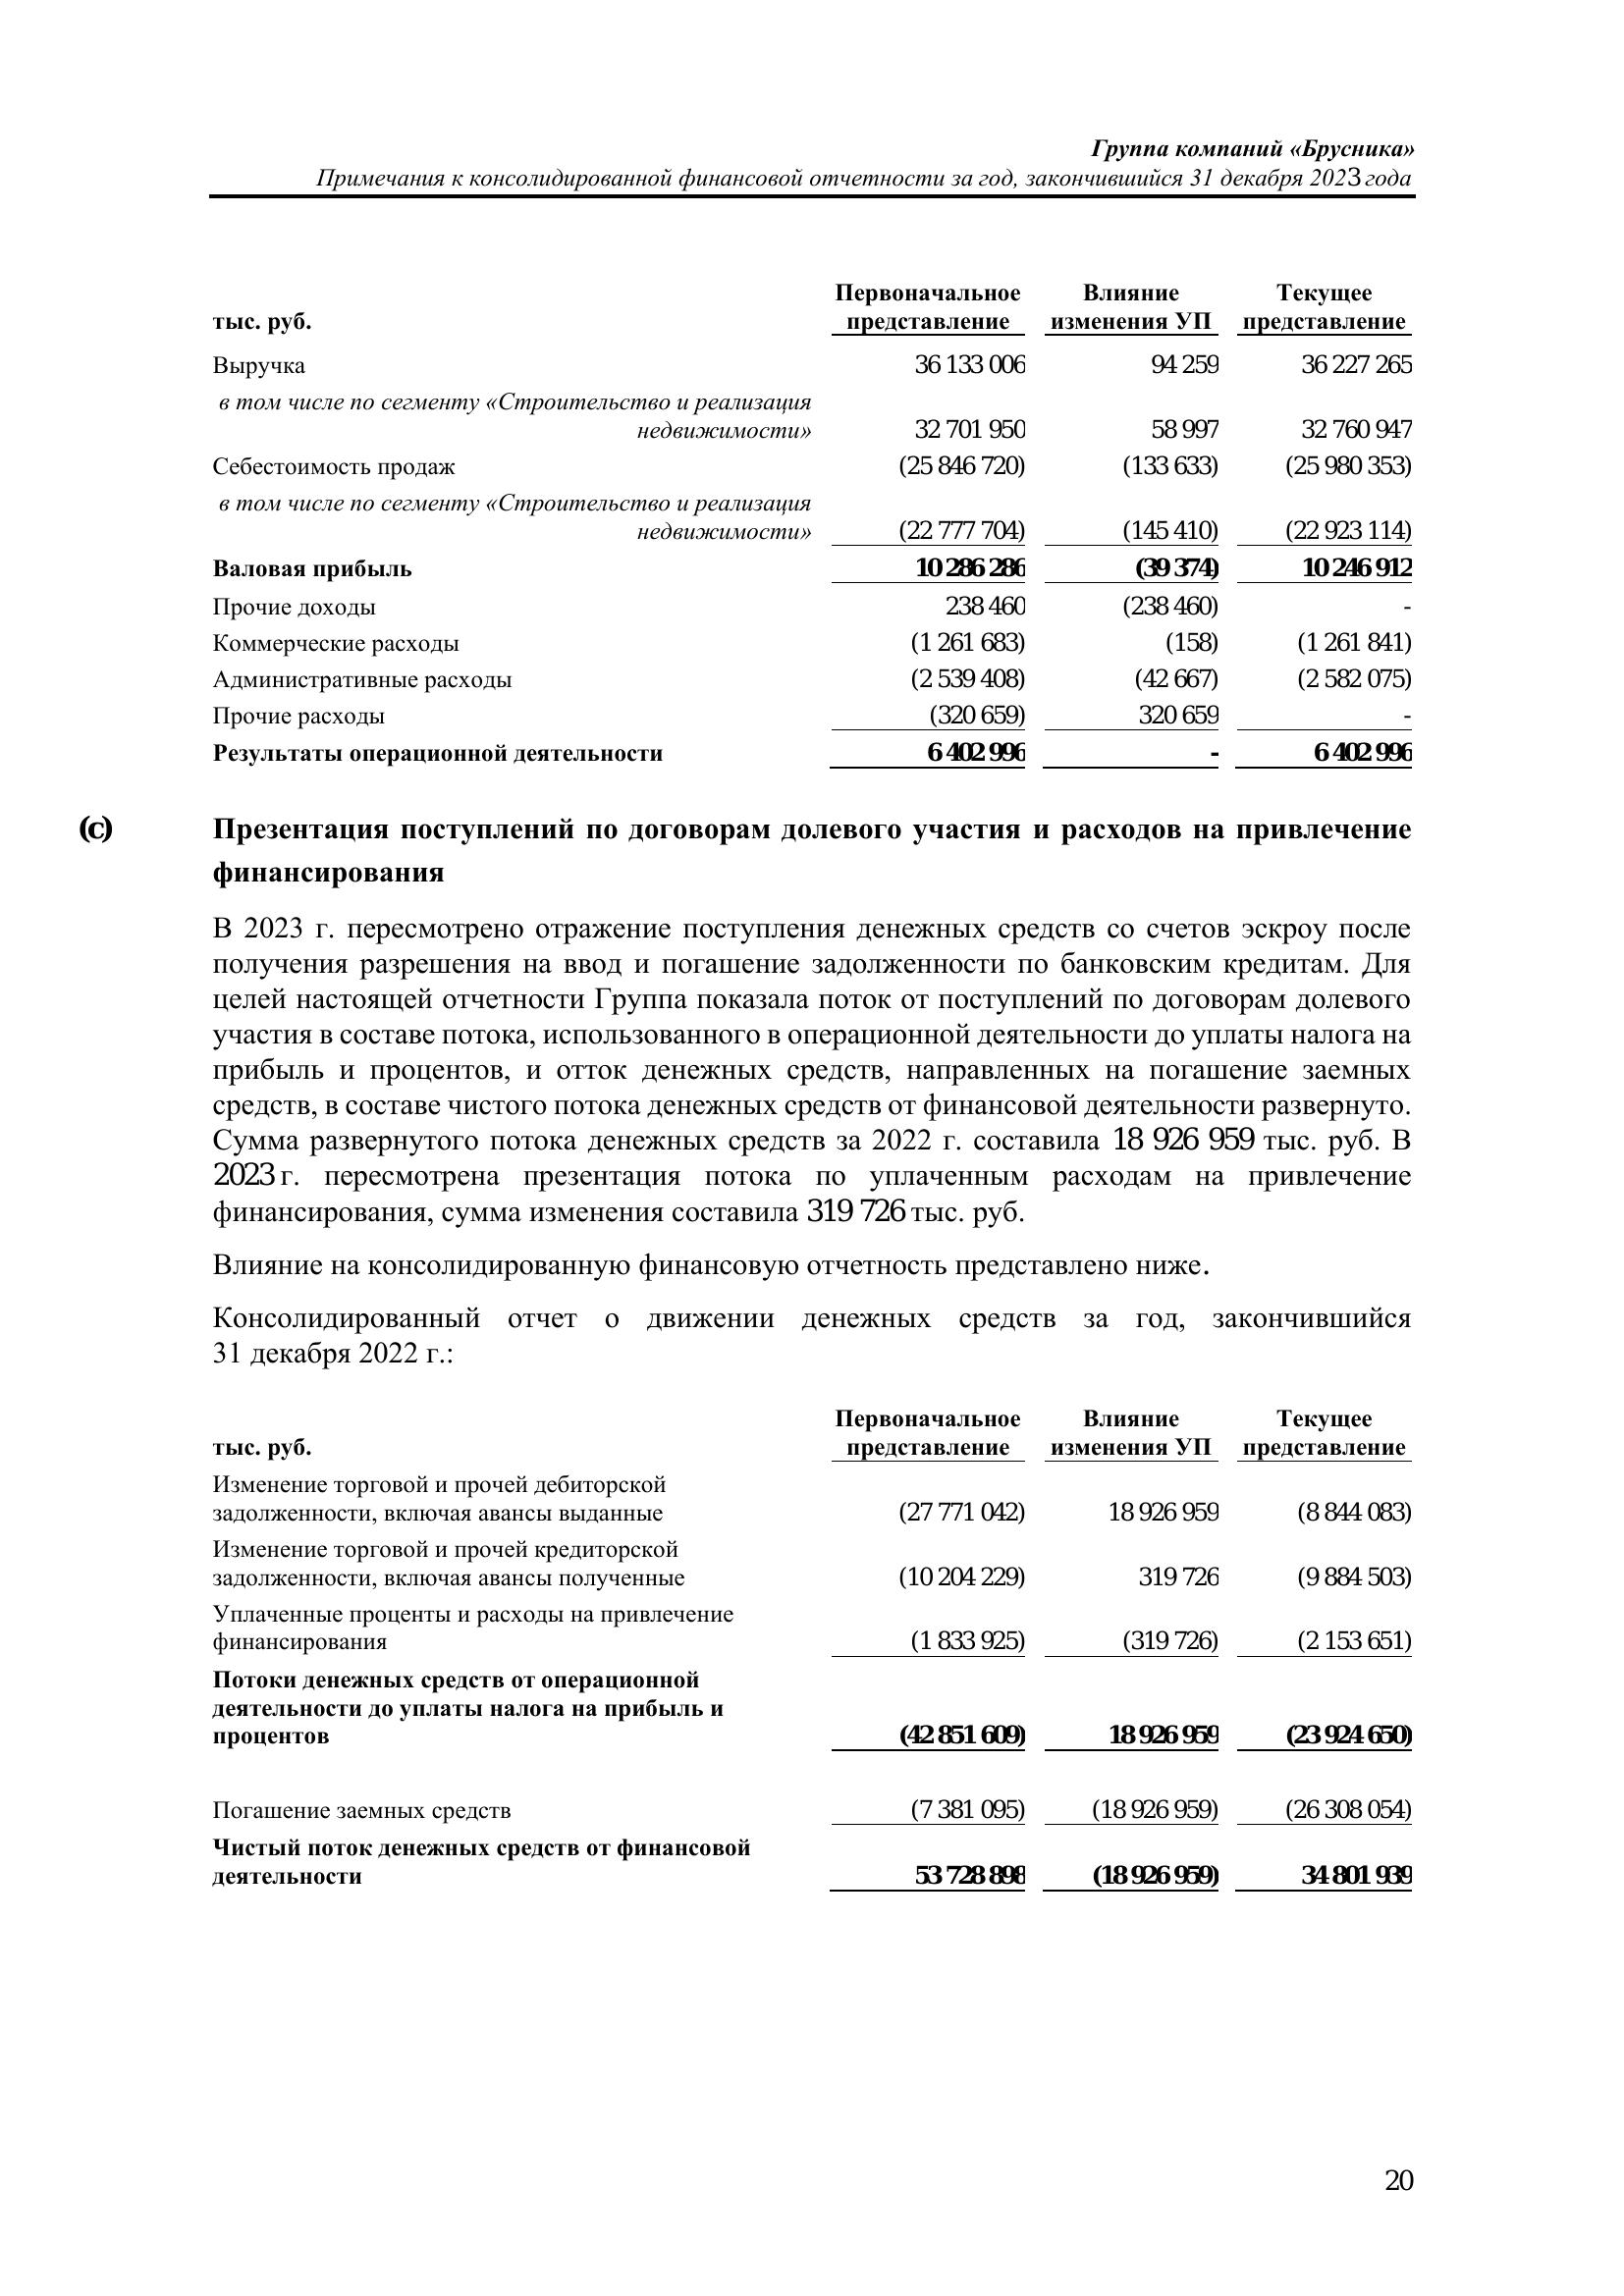 Группа компаний «Брусника»
Примечания к консолидированной финансовой отчетности за год, закончившийся 31 декабря 2023 года
Первоначальное Влияние Текущее
тыс. руб. представление изменения УП представление
Выручка 36 133 006 94 259 36 227 265
в том числе по сегменту «Строительство и реализация
недвижимости» 32 701 950 58 997 32 760 947
Себестоимость продаж (25 846 720) (133 633) (25 980 353)
в том числе по сегменту «Строительство и реализация
недвижимости» (22 777 704) (145 410) (22 923 114)
Валовая прибыль 10 286 286 (39 374) 10 246 912
Прочие доходы 238 460 (238 460) -
Коммерческие расходы (1 261 683) (158) (1 261 841)
Административные расходы (2 539 408) (42 667) (2 582 075)
Прочие расходы (320 659) 320 659 -
Результаты операционной деятельности 6 402 996 - 6 402 996
(c) Презентация поступлений по договорам долевого участия и расходов на привлечение
финансирования
В 2023 г. пересмотрено отражение поступления денежных средств со счетов эскроу после
получения разрешения на ввод и погашение задолженности по банковским кредитам. Для
целей настоящей отчетности Группа показала поток от поступлений по договорам долевого
участия в составе потока, использованного в операционной деятельности до уплаты налога на
прибыль и процентов, и отток денежных средств, направленных на погашение заемных
средств, в составе чистого потока денежных средств от финансовой деятельности развернуто.
Сумма развернутого потока денежных средств за 2022 г. составила 18 926 959 тыс. руб. В
2023 г. пересмотрена презентация потока по уплаченным расходам на привлечение
финансирования, сумма изменения составила 319 726 тыс. руб.
Влияние на консолидированную финансовую отчетность представлено ниже.
Консолидированный отчет о движении денежных средств за год, закончившийся
31 декабря 2022 г.:
Первоначальное Влияние Текущее
тыс. руб. представление изменения УП представление
Изменение торговой и прочей дебиторской
задолженности, включая авансы выданные (27 771 042) 18 926 959 (8 844 083)
Изменение торговой и прочей кредиторской
задолженности, включая авансы полученные (10 204 229) 319 726 (9 884 503)
Уплаченные проценты и расходы на привлечение
финансирования (1 833 925) (319 726) (2 153 651)
Потоки денежных средств от операционной
деятельности до уплаты налога на прибыль и
процентов (42 851 609) 18 926 959 (23 924 650)
Погашение заемных средств (7 381 095) (18 926 959) (26 308 054)
Чистый поток денежных средств от финансовой
деятельности 53 728 898 (18 926 959) 34 801 939
20